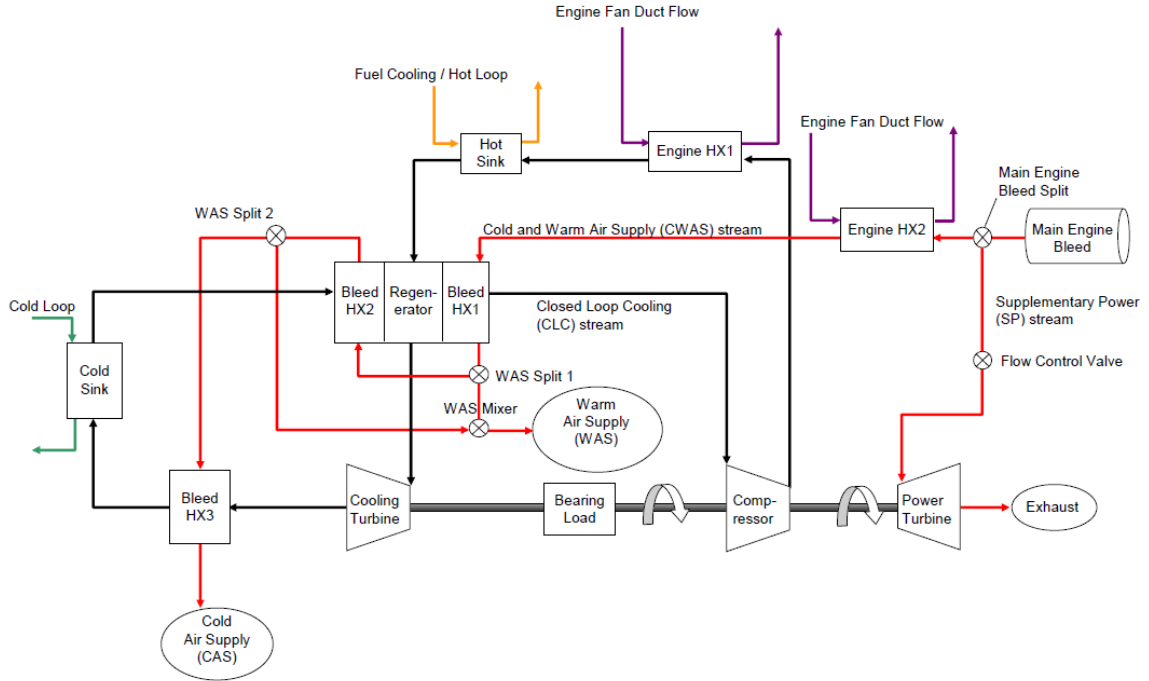 Engine Fan Duct Flow
Fuel Cooling / Hot Loop
Engine Fan Duct Flow
Hot
Sink
Engine HX1
Main Engine
Bleed Split
WAS Split 2
Cold and Warm Air Supply (CWAS) stream
Engine HX2
Main Engine
Bleed
Bleed
HX2
Regen-
erator
Bleed
HX1
Cold Loop
Closed Loop Cooling
(CLC) stream
Supplementary Power
(SP) stream
Cold
Sink
WAS Split 1
Flow Control Valve
WAS Mixer
Warm
Air Supply
(WAS)
Bleed
HX3
Cooling
Turbine
Bearing
Load
Comp-
ressor
Power
Turbine
Exhaust
Cold
Air Supply
(CAS)